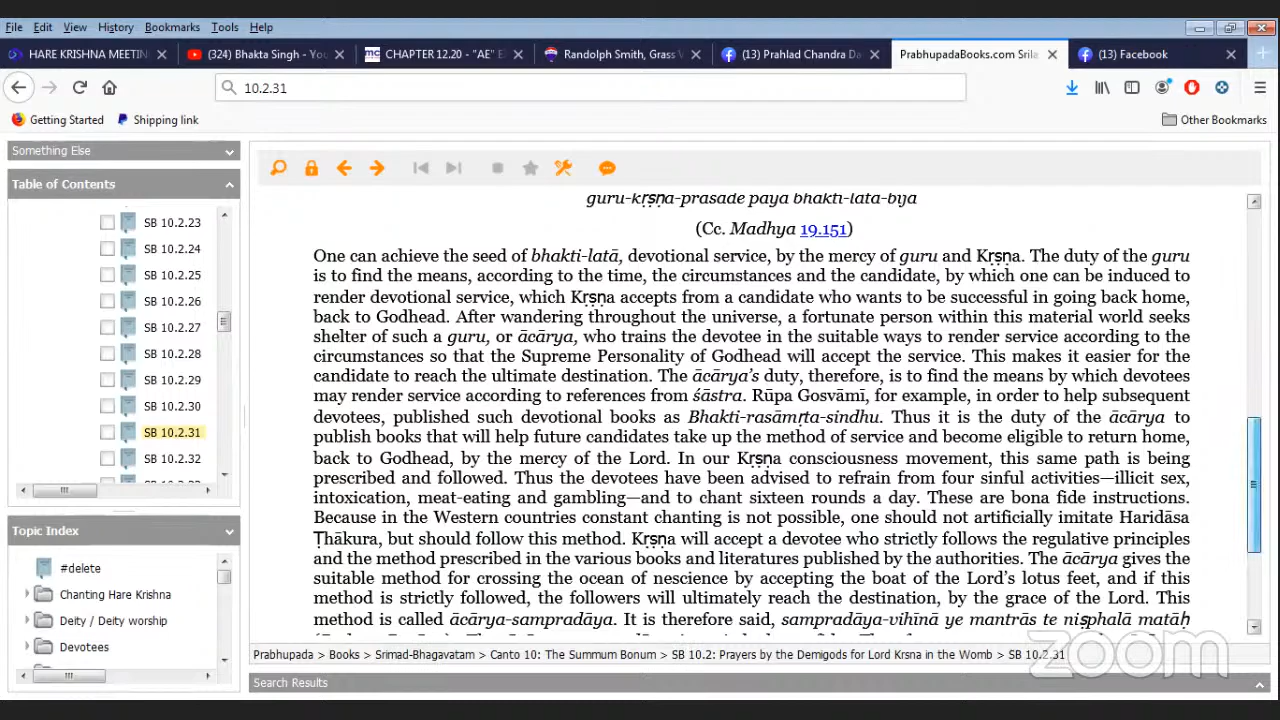 File Edit View History Bookmarks Tools Help
HARE KRISHNA MEETIN (324) Bhakta Singh - Yo CHAPTER 12.20 - "AE" E Randolph Smith, Grass V (13) Prahlad Chandra Da PrabhupadaBooks.com Srila (13) Facebook
10.2.31
Getting Started Shipping link Other Bookmarks
Something Else
Table of Contents
SB 10.2.23
SB 10.2.24
SB 10.2.25
SB 10.2.26
SB 10.2.27
SB 10.2.28
SB 10.2.29
SB 10.2.30
SB 10.2.31
SB 10.2.32
Topic Index
#delete
Chanting Hare Krishna
Deity / Deity worship
Devotees
guru-kṛṣṇa-prasāde pāya bhakti-latā-bīja
(Cc. Madhya 19.151)
One can achieve the seed of bhakti-latā, devotional service, by the mercy of guru and Kṛṣṇa. The duty of the guru
is to find the means, according to the time, the circumstances and the candidate, by which one can be induced to
render devotional service, which Kṛṣṇa accepts from a candidate who wants to be successful in going back home,
back to Godhead. After wandering throughout the universe, a fortunate person within this material world seeks
shelter of such a guru, or ācārya, who trains the devotee in the suitable ways to render service according to the
circumstances so that the Supreme Personality of Godhead will accept the service. This makes it easier for the
candidate to reach the ultimate destination. The ācārya's duty, therefore, is to find the means by which devotees
may render service according to references from śāstra. Rūpa Gosvāmī, for example, in order to help subsequent
devotees, published such devotional books as Bhakti-rasāmṛta-sindhu. Thus it is the duty of the ācārya to
publish books that will help future candidates take up the method of service and become eligible to return home,
back to Godhead, by the mercy of the Lord. In our Kṛṣṇa consciousness movement, this same path is being
prescribed and followed. Thus the devotees have been advised to refrain from four sinful activities—illicit sex,
intoxication, meat-eating and gambling—and to chant sixteen rounds a day. These are bona fide instructions.
Because in the Western countries constant chanting is not possible, one should not artificially imitate Haridāsa
Ṭhākura, but should follow this method. Kṛṣṇa will accept a devotee who strictly follows the regulative principles
and the method prescribed in the various books and literatures published by the authorities. The ācārya gives the
suitable method for crossing the ocean of nescience by accepting the boat of the Lord's lotus feet, and if this
method is strictly followed, the followers will ultimately reach the destination, by the grace of the Lord. This
method is called ācārya-sampradāya. It is therefore said, sampradāya-vihīnā ye mantrās te niṣphalā matāḥ
Prabhupada > Books > Srimad-Bhagavatam > Canto 10: The Summum Bonum > SB 10.2: Prayers by the Demigods for Lord Krsna in the Womb > SB 10.2.31
Search Results
zoom